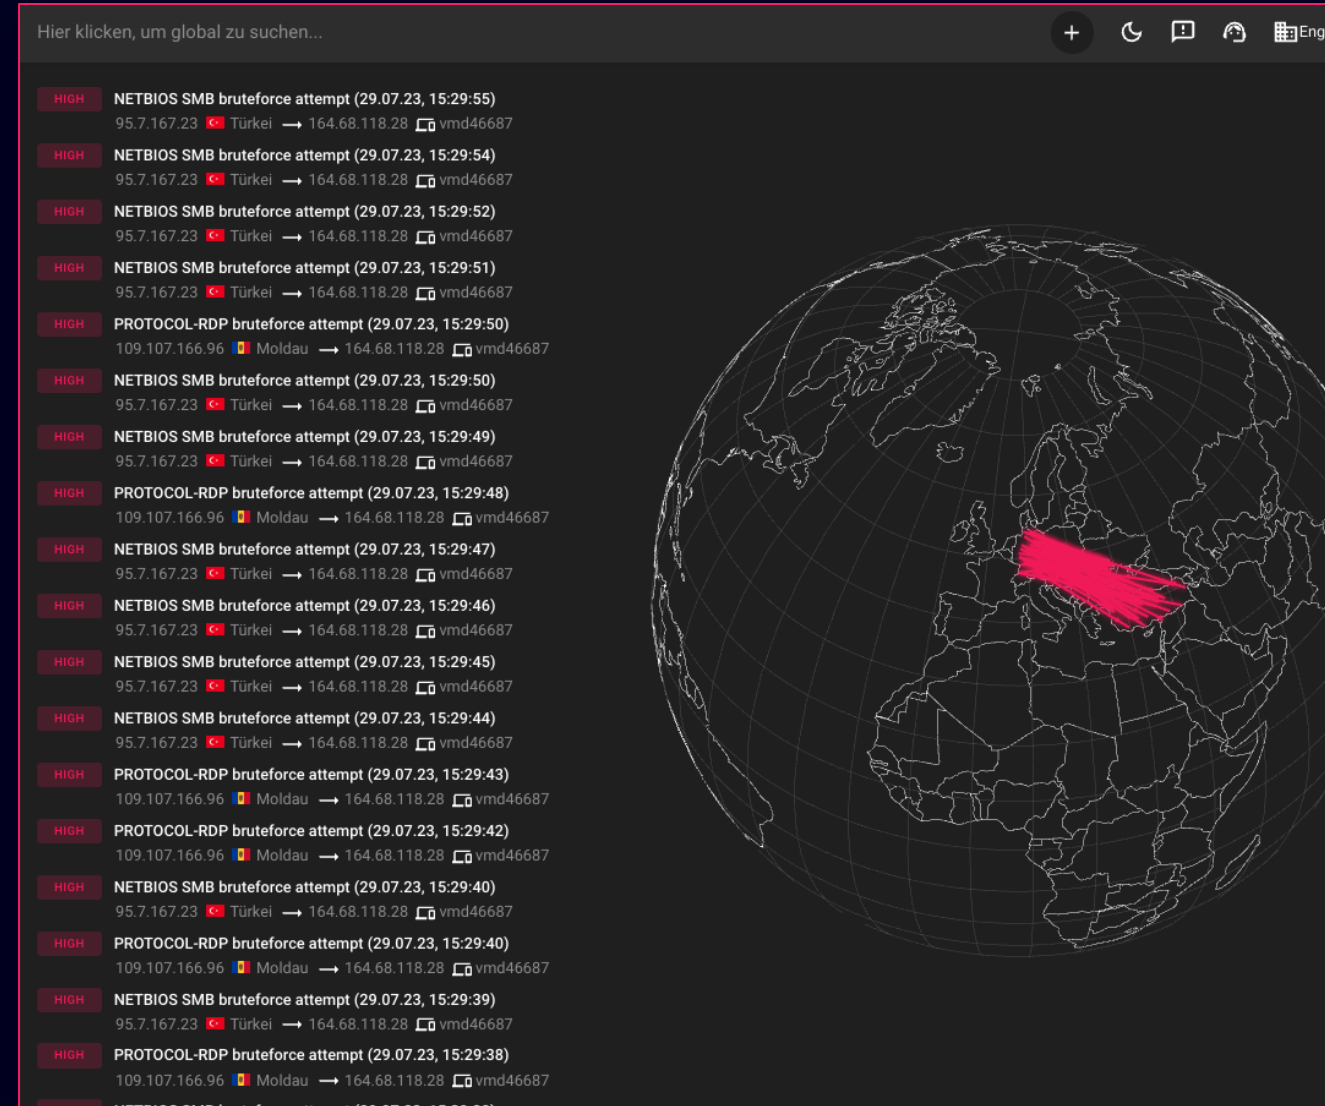 Hier klicken, um global zu suchen...
Eng
HIGH NETBIOS SMB bruteforce attempt (29.07.23, 15:29:55)
95.7.167.23 Türkei → 164.68.118.28 vmd46687
HIGH NETBIOS SMB bruteforce attempt (29.07.23, 15:29:54)
95.7.167.23 Türkei → 164.68.118.28 vmd46687
HIGH NETBIOS SMB bruteforce attempt (29.07.23, 15:29:52)
95.7.167.23 Türkei → 164.68.118.28 vmd46687
HIGH NETBIOS SMB bruteforce attempt (29.07.23, 15:29:51)
95.7.167.23 Türkei → 164.68.118.28 vmd46687
HIGH PROTOCOL-RDP bruteforce attempt (29.07.23, 15:29:50)
109.107.166.96 Moldau → 164.68.118.28 vmd46687
HIGH NETBIOS SMB bruteforce attempt (29.07.23, 15:29:50)
95.7.167.23 Türkei → 164.68.118.28 vmd46687
HIGH NETBIOS SMB bruteforce attempt (29.07.23, 15:29:49)
95.7.167.23 Türkei → 164.68.118.28 vmd46687
HIGH PROTOCOL-RDP bruteforce attempt (29.07.23, 15:29:48)
109.107.166.96 Moldau → 164.68.118.28 vmd46687
HIGH NETBIOS SMB bruteforce attempt (29.07.23, 15:29:47)
95.7.167.23 Türkei → 164.68.118.28 vmd46687
HIGH NETBIOS SMB bruteforce attempt (29.07.23, 15:29:46)
95.7.167.23 Türkei → 164.68.118.28 vmd46687
HIGH NETBIOS SMB bruteforce attempt (29.07.23, 15:29:45)
95.7.167.23 Türkei → 164.68.118.28 vmd46687
HIGH NETBIOS SMB bruteforce attempt (29.07.23, 15:29:44)
95.7.167.23 Türkei → 164.68.118.28 vmd46687
HIGH PROTOCOL-RDP bruteforce attempt (29.07.23, 15:29:43)
109.107.166.96 Moldau → 164.68.118.28 vmd46687
HIGH PROTOCOL-RDP bruteforce attempt (29.07.23, 15:29:42)
109.107.166.96 Moldau → 164.68.118.28 vmd46687
HIGH NETBIOS SMB bruteforce attempt (29.07.23, 15:29:40)
95.7.167.23 Türkei → 164.68.118.28 vmd46687
HIGH PROTOCOL-RDP bruteforce attempt (29.07.23, 15:29:40)
109.107.166.96 Moldau → 164.68.118.28 vmd46687
HIGH NETBIOS SMB bruteforce attempt (29.07.23, 15:29:39)
95.7.167.23 Türkei → 164.68.118.28 vmd46687
HIGH PROTOCOL-RDP bruteforce attempt (29.07.23, 15:29:38)
109.107.166.96 Moldau → 164.68.118.28 vmd46687